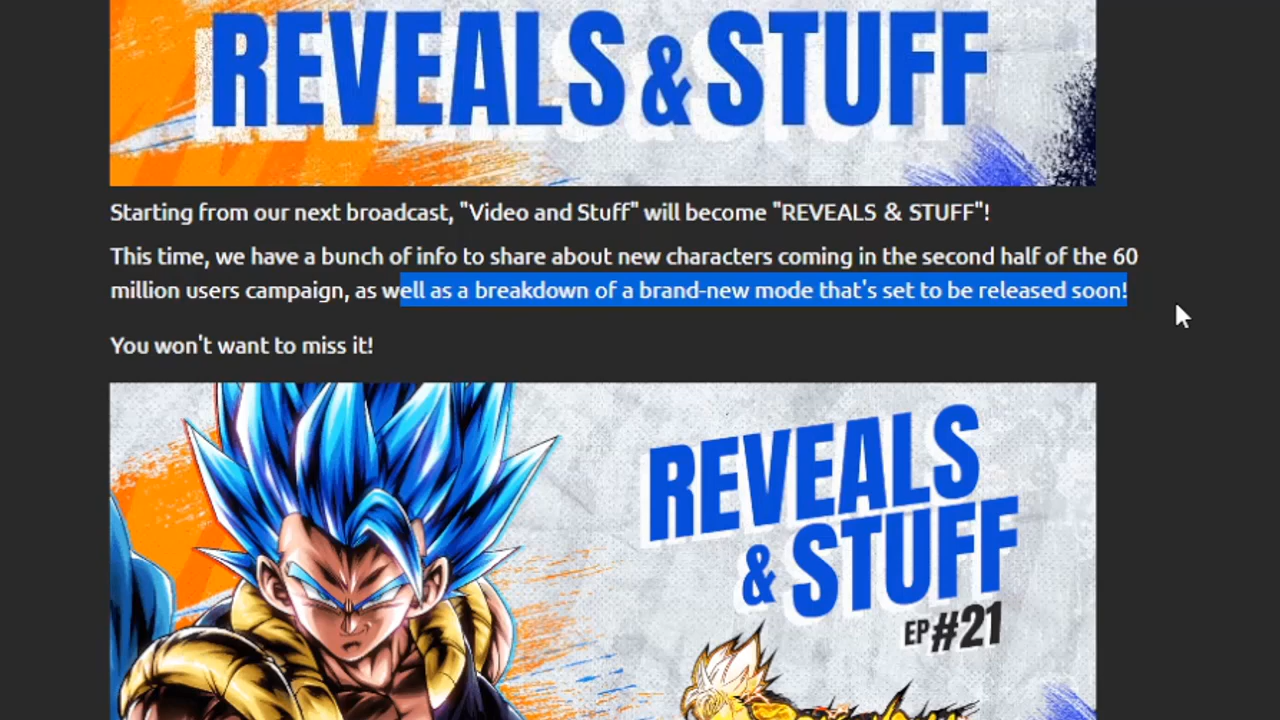 REVEALS & STUFF
Starting from our next broadcast, "Video and Stuff" will become "REVEALS & STUFF"!
This time, we have a bunch of info to share about new characters coming in the second half of the 60
million users campaign, as well as a breakdown of a brand-new mode that's set to be released soon!
You won't want to miss it!
REVEALS
& STUFF
EP #21